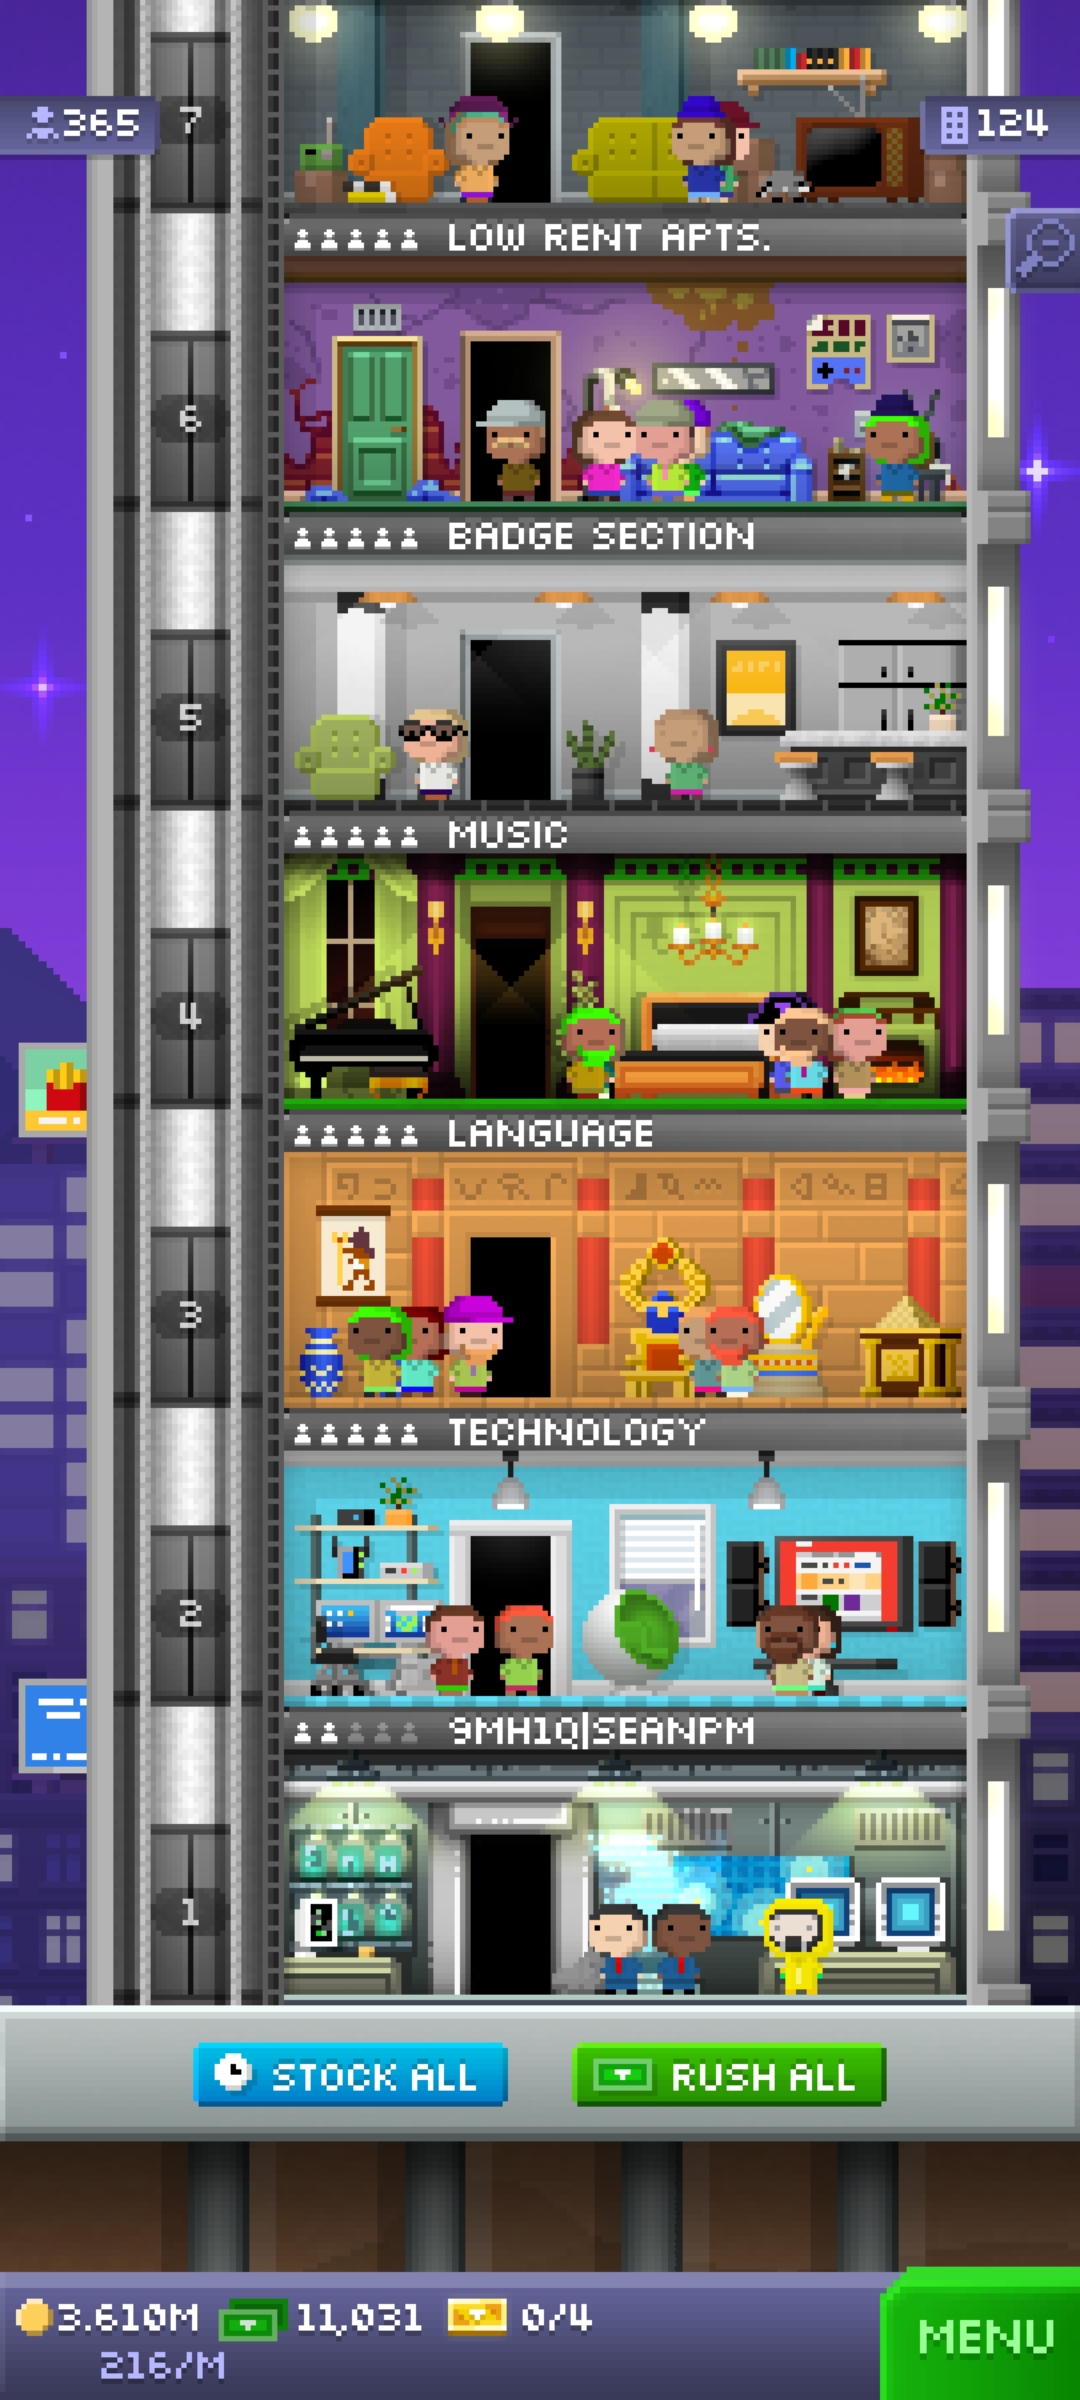 7
365
124
LOW RENT APTS.
6
BADGE SECTION
5
MUSIC
4
LANGUAGE
3
TECHNOLOGY
2
9MH1Q|SEANPM
1
STOCK ALL
RUSH ALL
3.610M
11,031
0/4
216/M
MENU